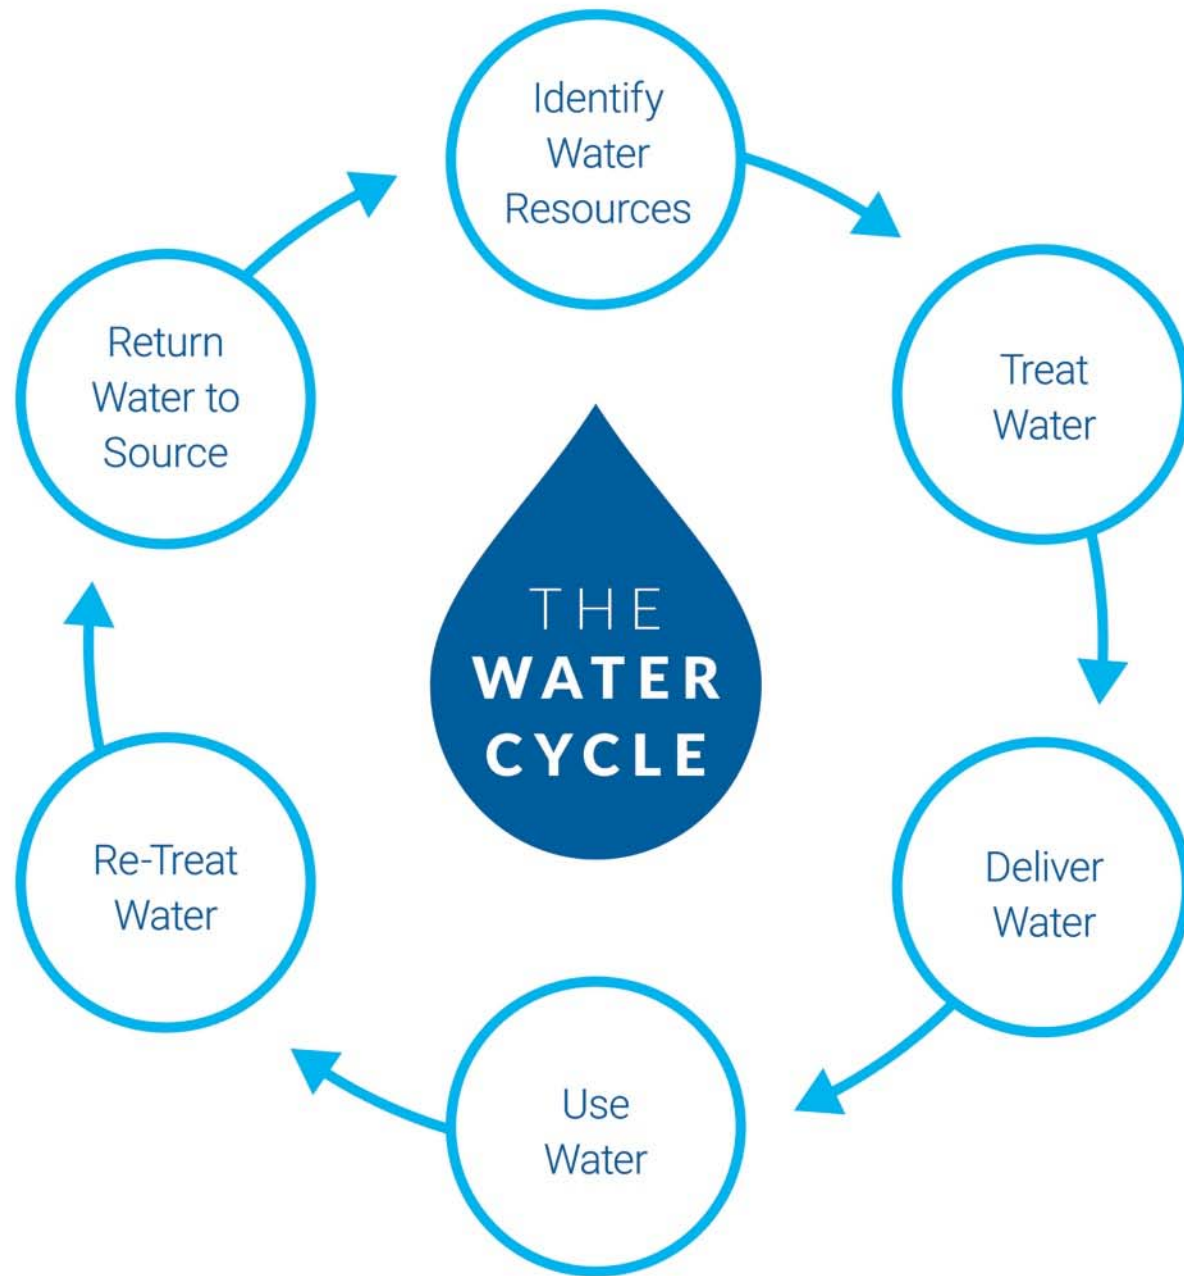 Identify
Water
Resources
Treat
Water
Deliver
Water
Use
Water
Re-Treat
Water
Return
Water to
Source
THE
WATER
CYCLE